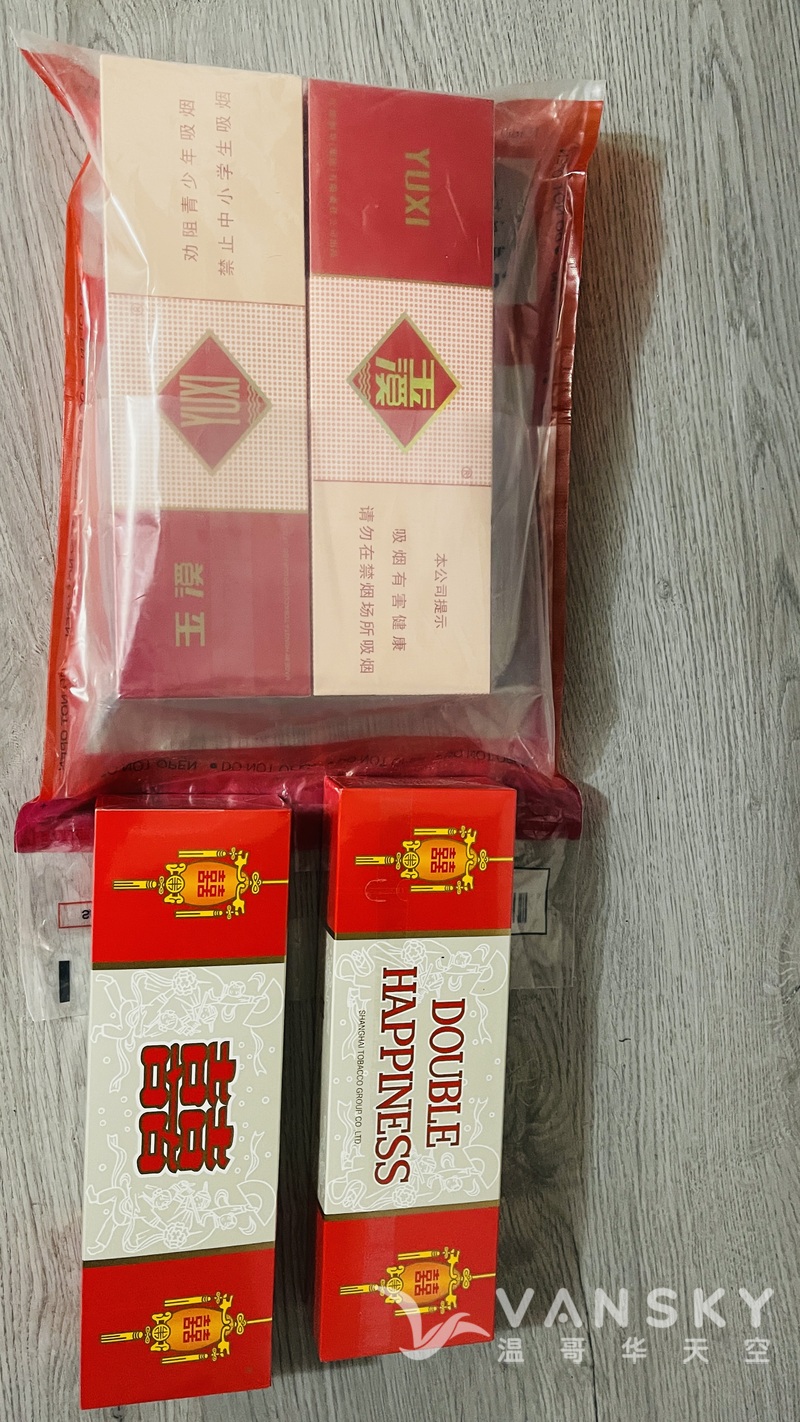 劝阻青少年吸烟
禁止中小学生吸烟
YUXI
玉溪
YUXI
玉溪
本公司提示
吸烟有害健康
请勿在禁烟场所吸烟
DO NOT OPEN
囍
囍
囍
囍
DOUBLE
HAPPINESS
SHANGHAI TOBACCO GROUP CO. LTD.
囍
囍
VANSKY
温哥华天空